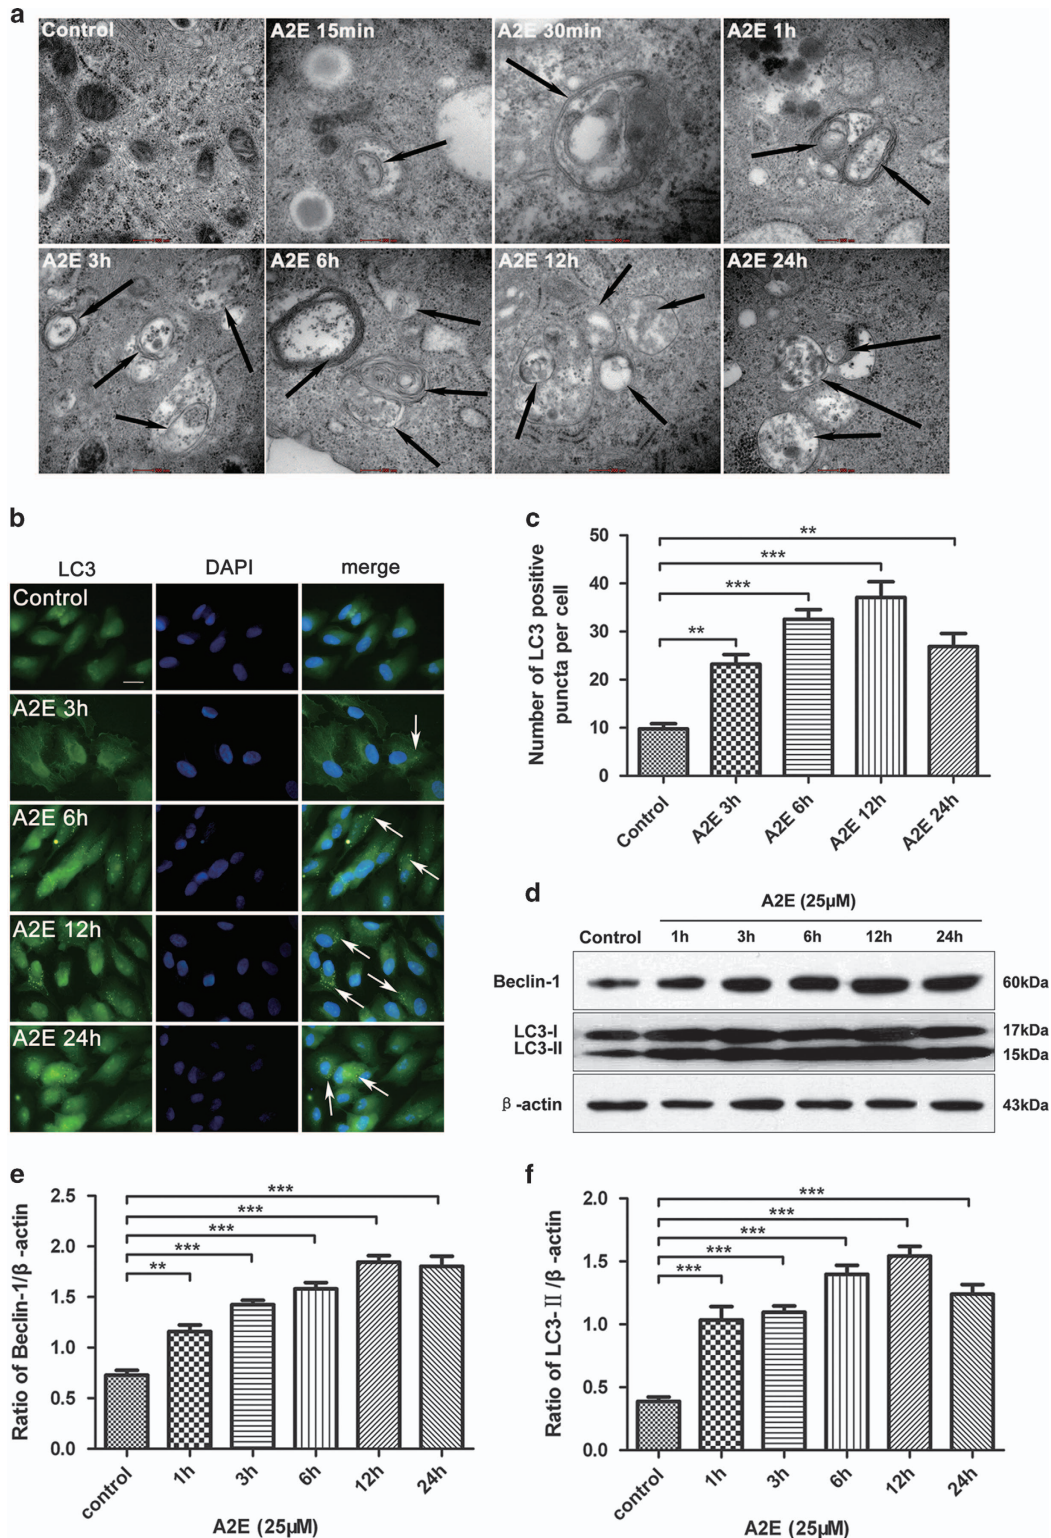 a
Control
A2E 15min
A2E 30min
A2E 1h
A2E 3h
A2E 6h
A2E 12h
A2E 24h
b
LC3
DAPI
merge
Control
A2E 3h
A2E 6h
A2E 12h
A2E 24h
c
Number of LC3 positive
puncta per cell
50
40
30
20
10
0
**
***
***
**
Control
A2E 3h
A2E 6h
A2E 12h
A2E 24h
d
A2E (25μM)
Control
1h
3h
6h
12h
24h
Beclin-1
60kDa
LC3-I
17kDa
LC3-II
15kDa
β-actin
43kDa
e
Ratio of Beclin-1/β-actin
2.5
2.0
1.5
1.0
0.5
0.0
***
***
***
***
**
control
1h
3h
6h
12h
24h
A2E (25μM)
f
Ratio of LC3-II/β-actin
2.0
1.5
1.0
0.5
0.0
***
***
***
***
***
control
1h
3h
6h
12h
24h
A2E (25μM)